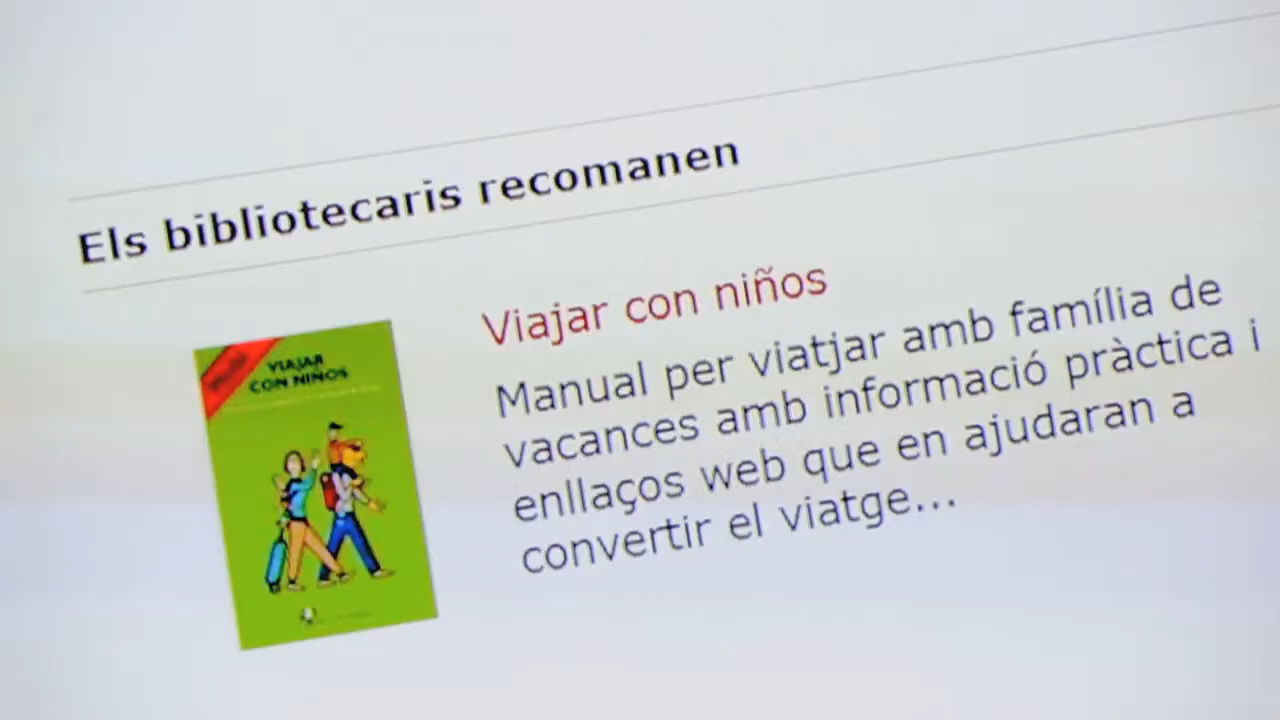 Els bibliotecaris recomanen
VIAJAR
CON NIÑOS
Viajar con niños
Manual per viatjar amb família de
vacances amb informació pràctica i
enllaços web que en ajudaran a
convertir el viatge...